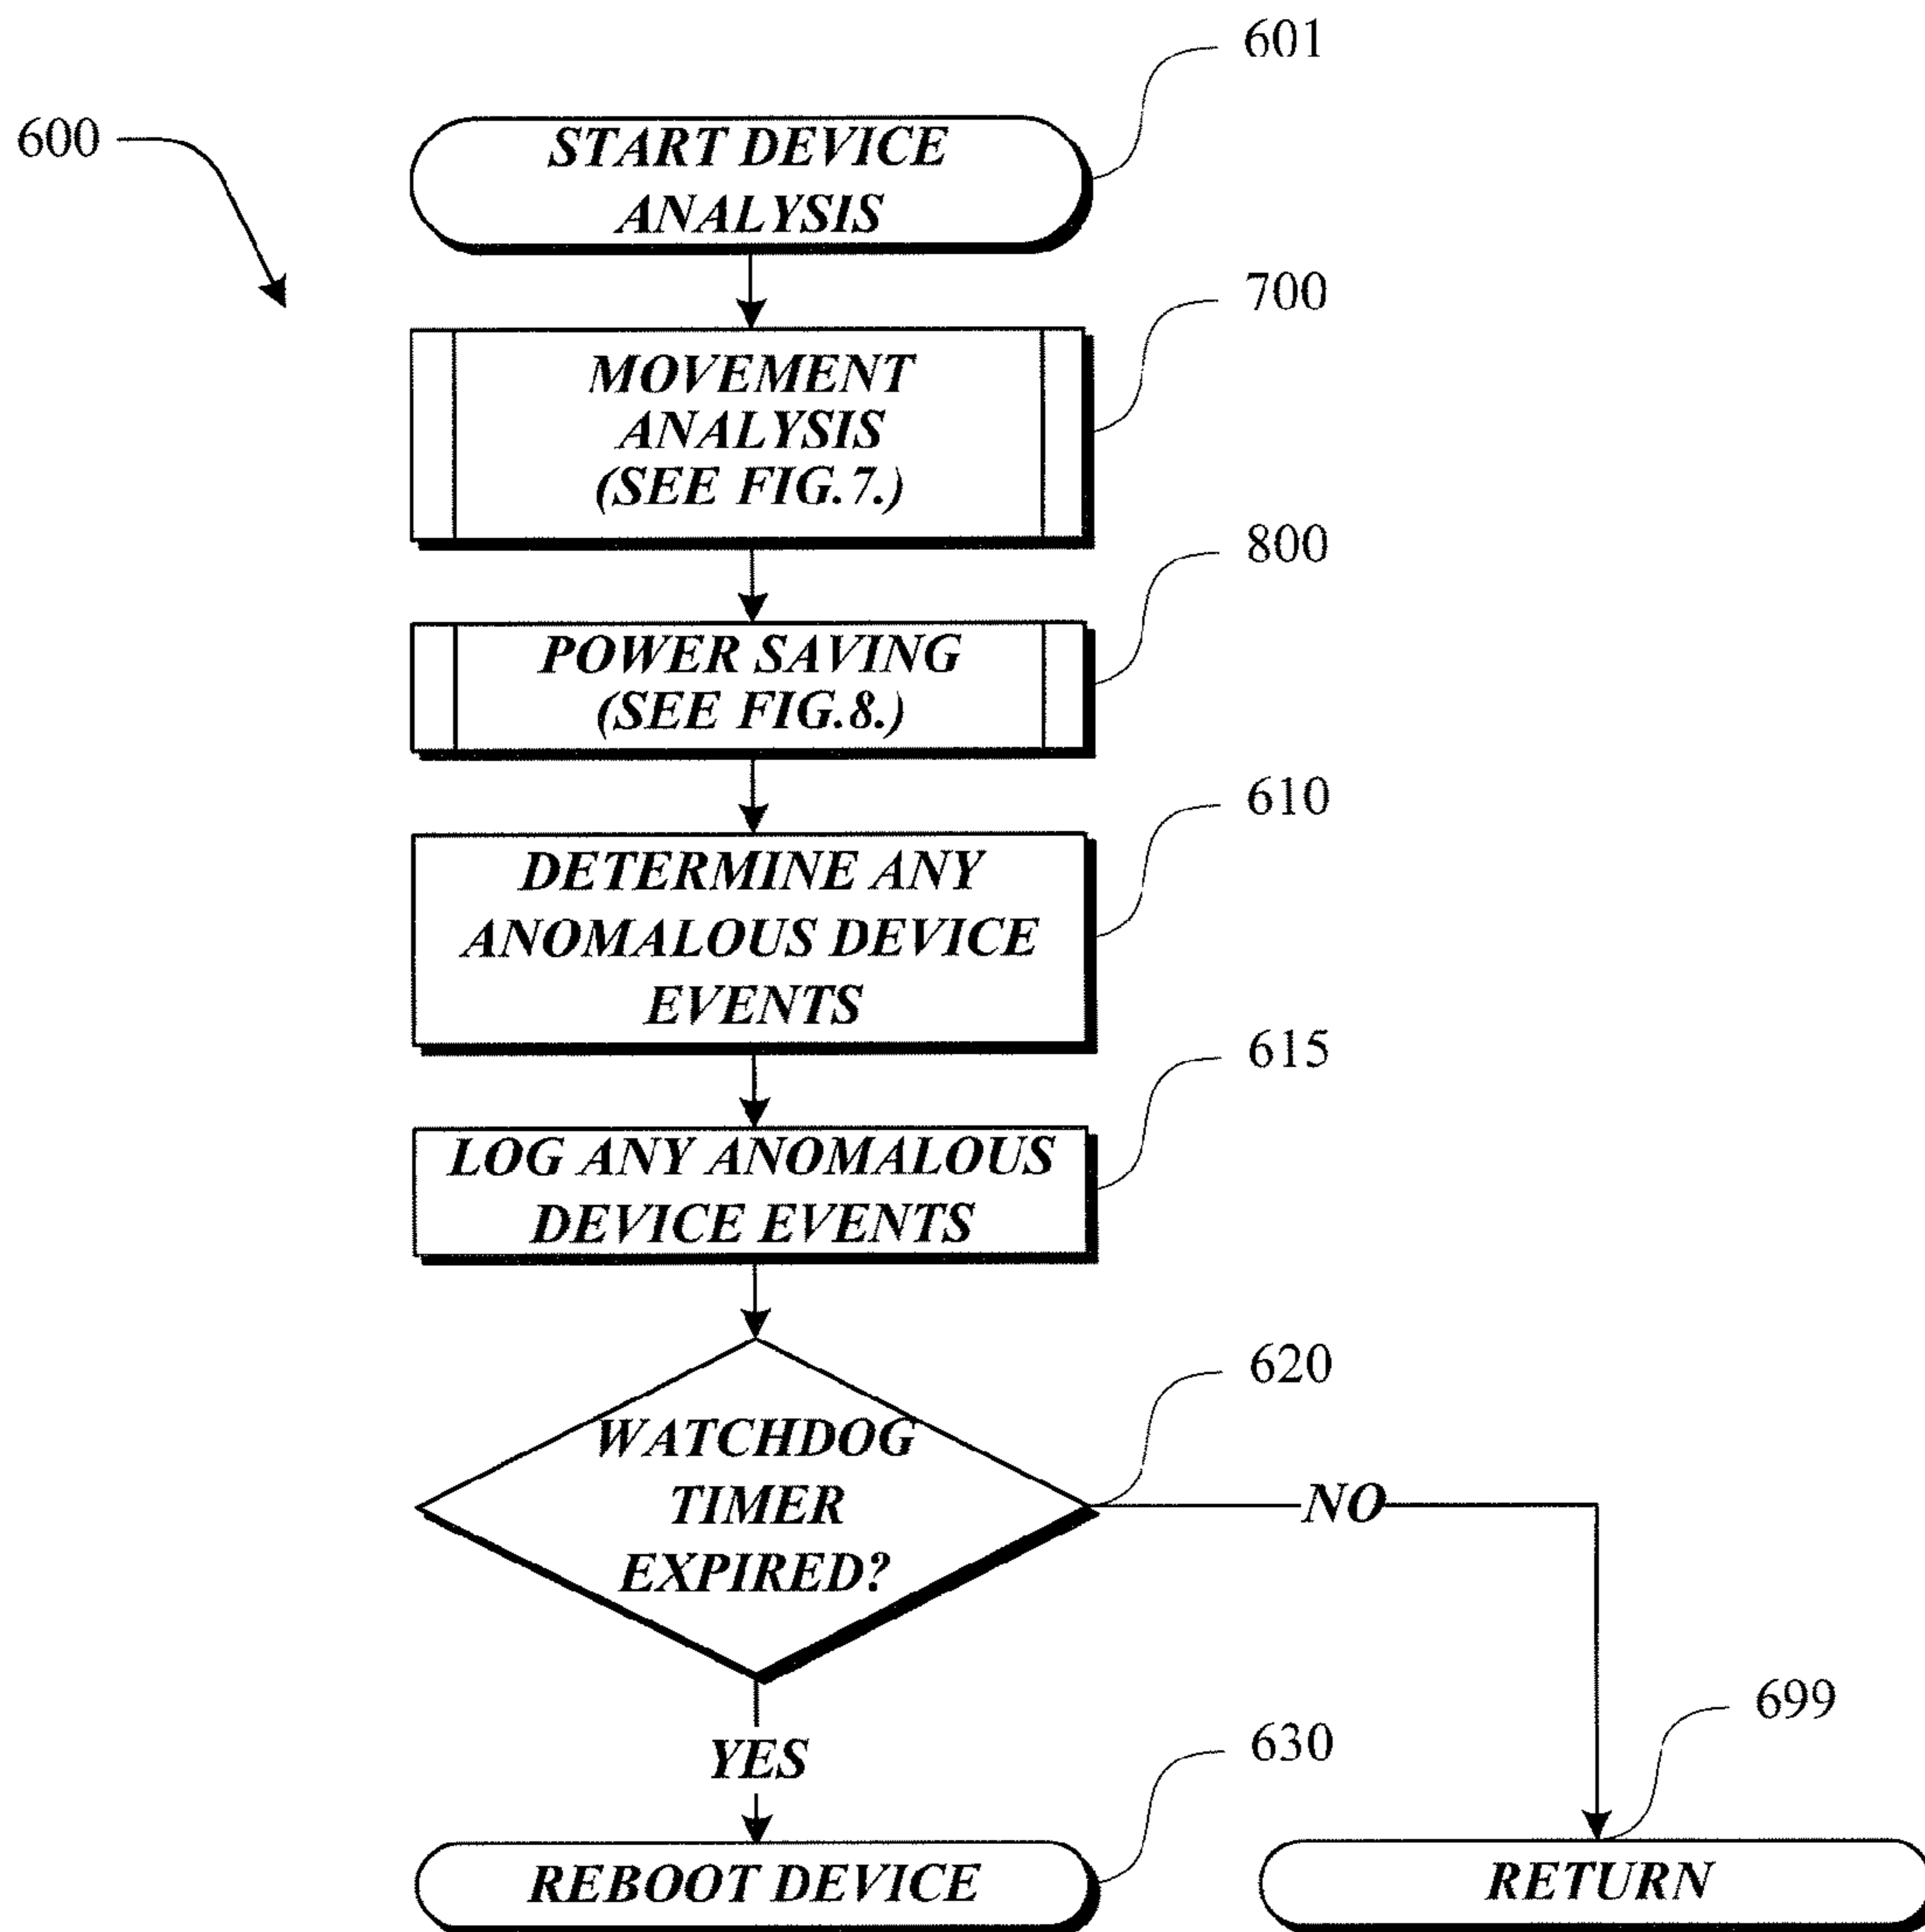 601
600
START DEVICE
ANALYSIS
700
MOVEMENT
ANALYSIS
(SEE FIG.7.)
800
POWER SAVING
(SEE FIG.8.)
610
DETERMINE ANY
ANOMALOUS DEVICE
EVENTS
615
LOG ANY ANOMALOUS
DEVICE EVENTS
620
WATCHDOG
TIMER
EXPIRED?
NO
699
YES
630
REBOOT DEVICE
RETURN